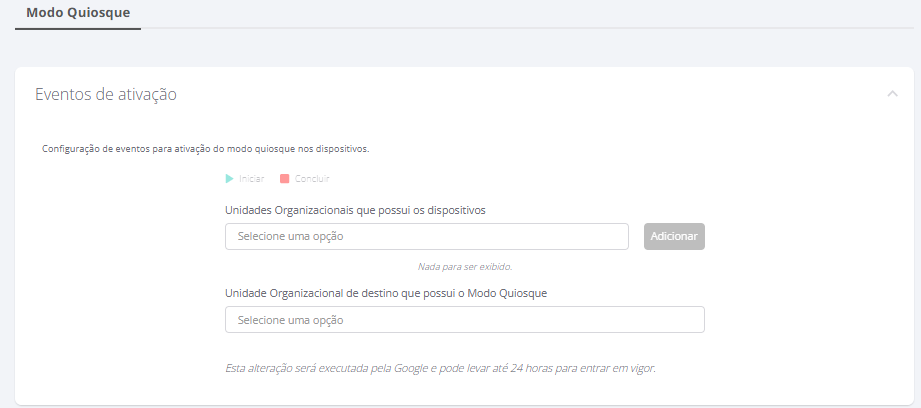 Modo Quiosque
Eventos de ativação
Configuração de eventos para ativação do modo quiosque nos dispositivos.
Iniciar Concluir
Unidades Organizacionais que possui os dispositivos
Selecione uma opção Adicionar
Nada para ser exibido.
Unidade Organizacional de destino que possui o Modo Quiosque
Selecione uma opção
Esta alteração será executada pela Google e pode levar até 24 horas para entrar em vigor.